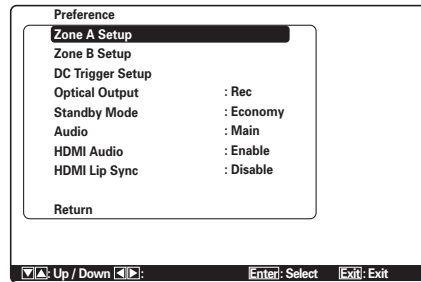 Preference
Zone A Setup
Zone B Setup
DC Trigger Setup
Optical Output : Rec
Standby Mode : Economy
Audio : Main
HDMI Audio : Enable
HDMI Lip Sync : Disable
Return
▼▲: Up / Down ◀▶: Enter: Select Exit: Exit